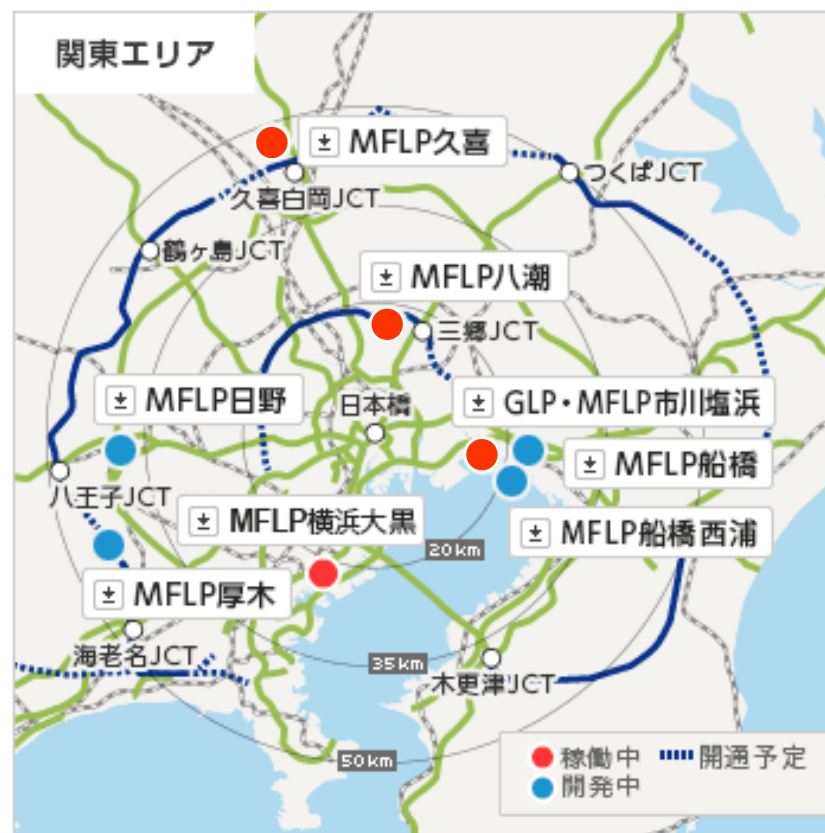 関東エリア
MFLP久喜
久喜白岡JCT
つくばJCT
鶴ヶ島JCT
MFLP八潮
三郷JCT
MFLP日野
日本橋
GLP・MFLP市川塩浜
MFLP船橋
八王子JCT
MFLP横浜大黒
MFLP船橋西浦
20km
MFLP厚木
海老名JCT
35km
木更津JCT
50km
稼働中
開通予定
開発中